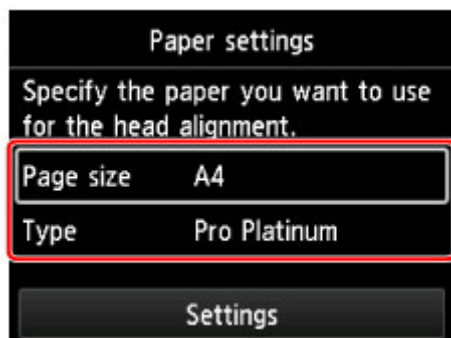 Paper settings
Specify the paper you want to use
for the head alignment.
Page size A4
Type Pro Platinum
Settings